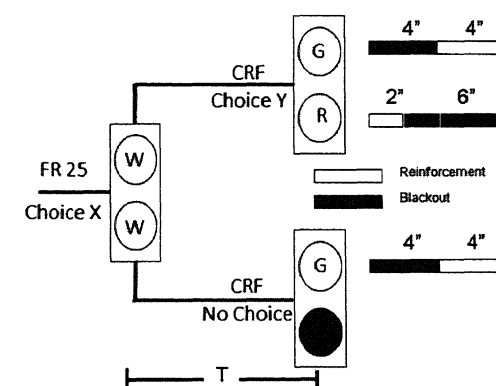 4” 4”
G
CRF
Choice Y
2” 6”
R
W
FR 25
Choice X
W
Reinforcement
Blackout
4” 4”
G
CRF
No Choice
T